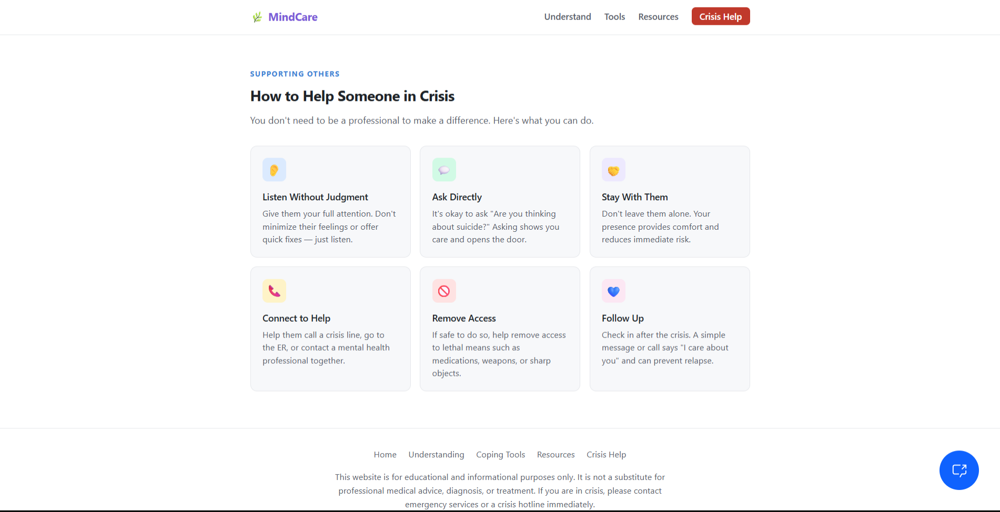 MindCare
Understand
Tools
Resources
Crisis Help
SUPPORTING OTHERS
How to Help Someone in Crisis
You don't need to be a professional to make a difference. Here's what you can do.
Listen Without Judgment
Give them your full attention. Don't
minimize their feelings or offer
quick fixes — just listen.
Ask Directly
It's okay to ask "Are you thinking
about suicide?" Asking shows you
care and opens the door.
Stay With Them
Don't leave them alone. Your
presence provides comfort and
reduces immediate risk.
Connect to Help
Help them call a crisis line, go to
the ER, or contact a mental health
professional together.
Remove Access
If safe to do so, help remove access
to lethal means such as
medications, weapons, or sharp
objects.
Follow Up
Check in after the crisis. A simple
message or call says "I care about
you" and can prevent relapse.
Home
Understanding
Coping Tools
Resources
Crisis Help
This website is for educational and informational purposes only. It is not a substitute for
professional medical advice, diagnosis, or treatment. If you are in crisis, please contact
emergency services or a crisis hotline immediately.